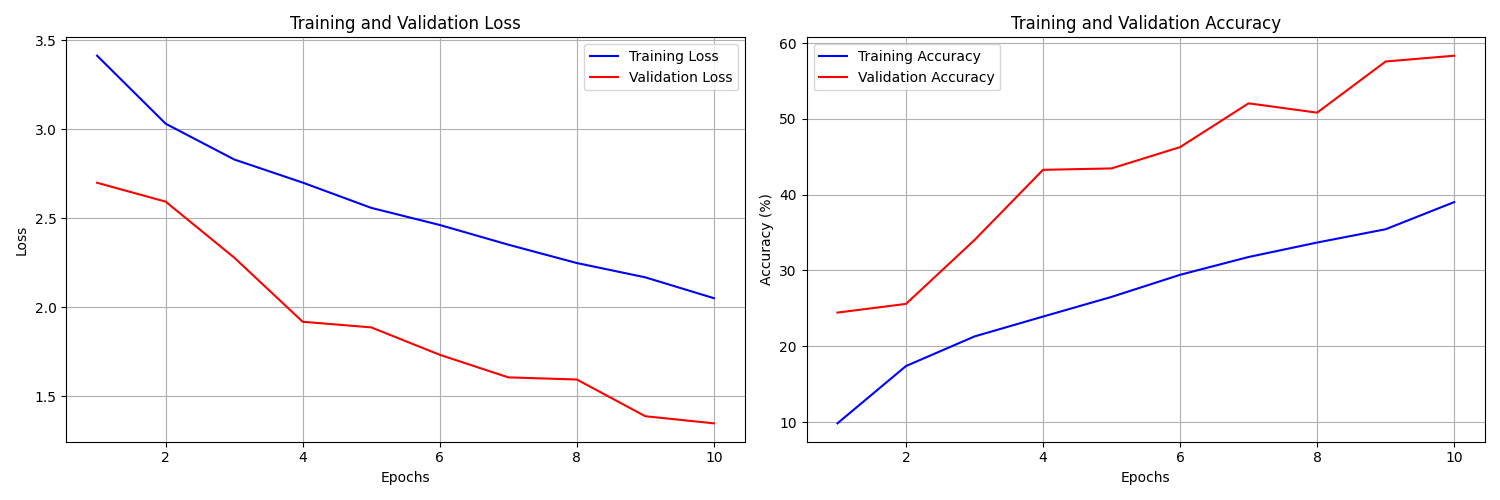 Training and Validation Loss
Training Loss
Validation Loss
3.5
3.0
2.5
2.0
1.5
Loss
2 4 6 8 10
Epochs
Training and Validation Accuracy
Training Accuracy
Validation Accuracy
60
50
40
30
20
10
Accuracy (%)
2 4 6 8 10
Epochs